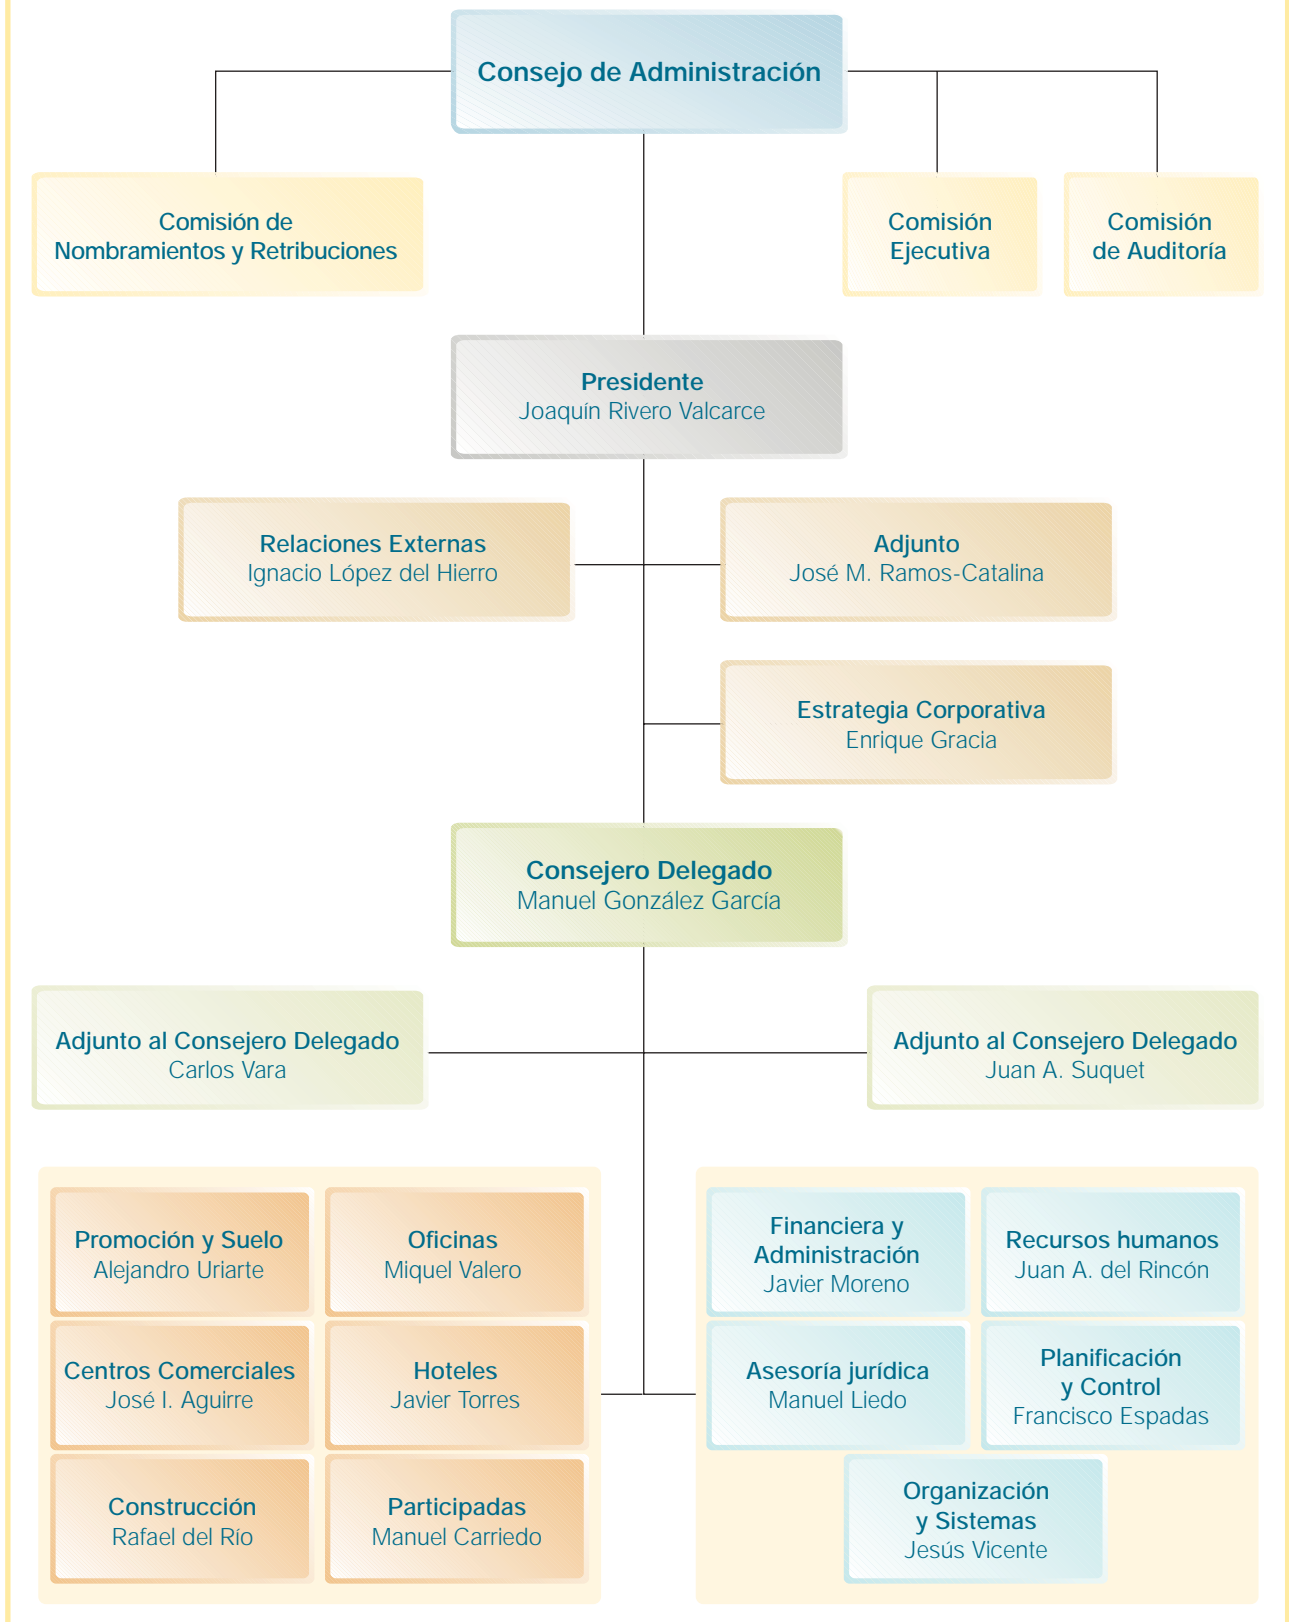 Consejo de Administración
Comisión de
Nombramientos y Retribuciones
Comisión
Ejecutiva
Comisión
de Auditoría
Presidente
Joaquín Rivero Valcarce
Relaciones Externas
Ignacio López del Hierro
Adjunto
José M. Ramos-Catalina
Estrategia Corporativa
Enrique Gracia
Consejero Delegado
Manuel González García
Adjunto al Consejero Delegado
Carlos Vara
Adjunto al Consejero Delegado
Juan A. Suquet
Promoción y Suelo
Alejandro Uriarte
Oficinas
Miquel Valero
Centros Comerciales
José I. Aguirre
Hoteles
Javier Torres
Construcción
Rafael del Río
Participadas
Manuel Carriedo
Financiera y
Administración
Javier Moreno
Recursos humanos
Juan A. del Rincón
Asesoría jurídica
Manuel Liedo
Planificación
y Control
Francisco Espadas
Organización
y Sistemas
Jesús Vicente